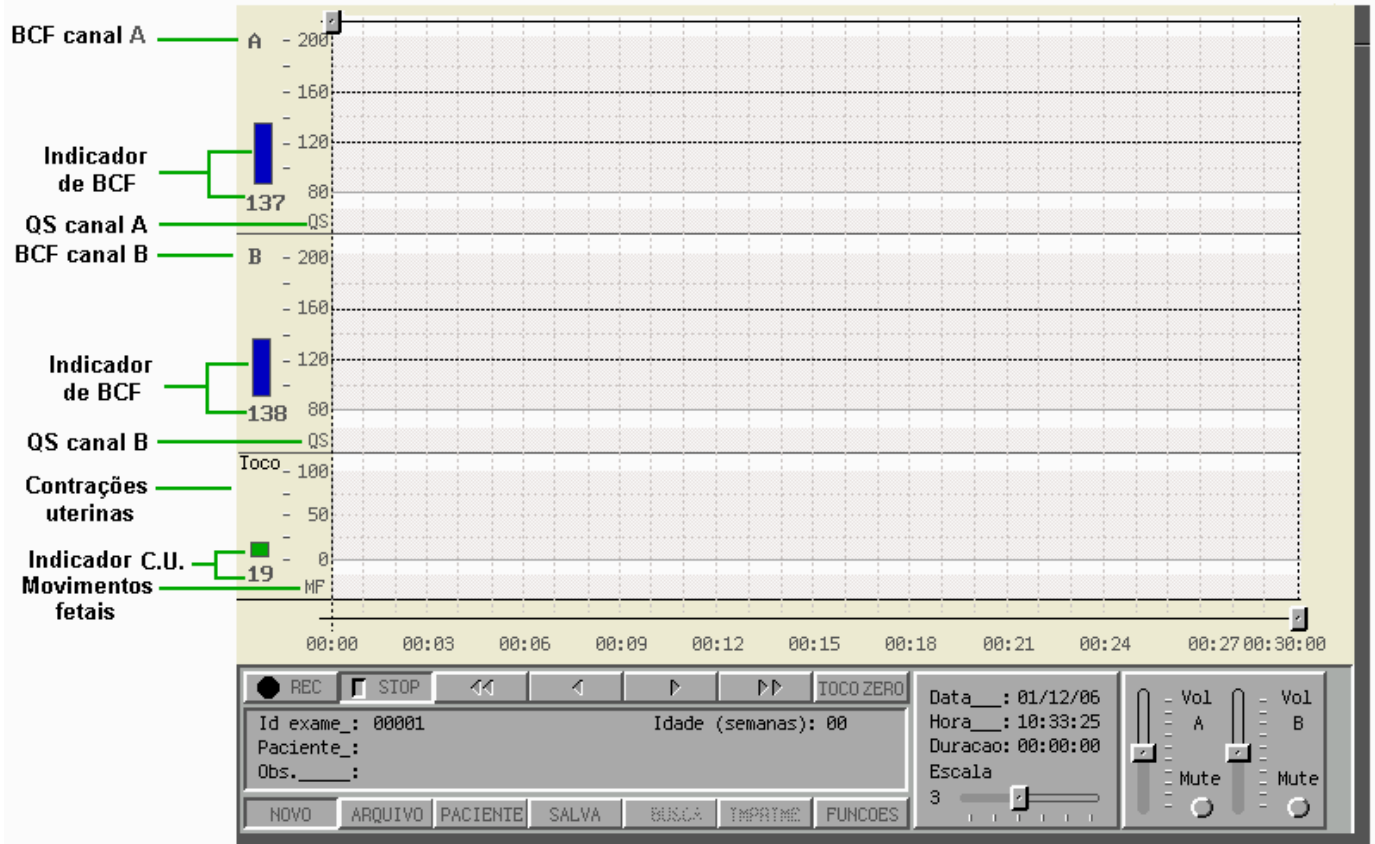 BCF canal A
A
200
160
Indicador
de BCF
120
80
137
QS canal A
QS
BCF canal B
B
200
160
Indicador
de BCF
120
80
138
QS canal B
QS
Toco
100
Contrações
uterinas
50
Indicador C.U.
0
19
Movimentos
fetais
MF
00:00 00:03 00:06 00:09 00:12 00:15 00:18 00:21 00:24 00:27 00:30:00
REC STOP TOCO ZERO
Id exame_: 00001 Idade (semanas): 00
Paciente_:
Obs._____:
NOVO ARQUIVO PACIENTE SALVA BUSCA IMPRIME FUNCOES
Data___: 01/12/06
Hora___: 10:33:25
Duracao: 00:00:00
Escala
3
Vol
A
Mute
Vol
B
Mute